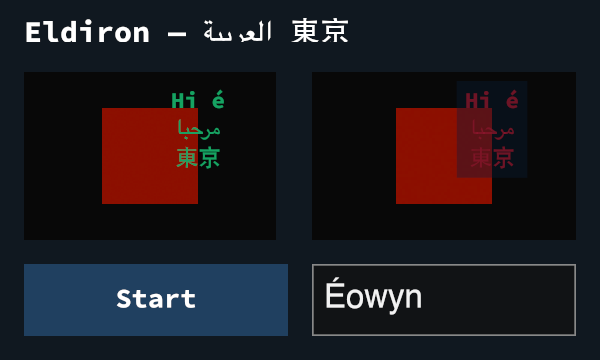 Eldiron — العربية 東京
Hi é
مرحبا
東京
Hi é
مرحبا
東京
Start
Éowyn